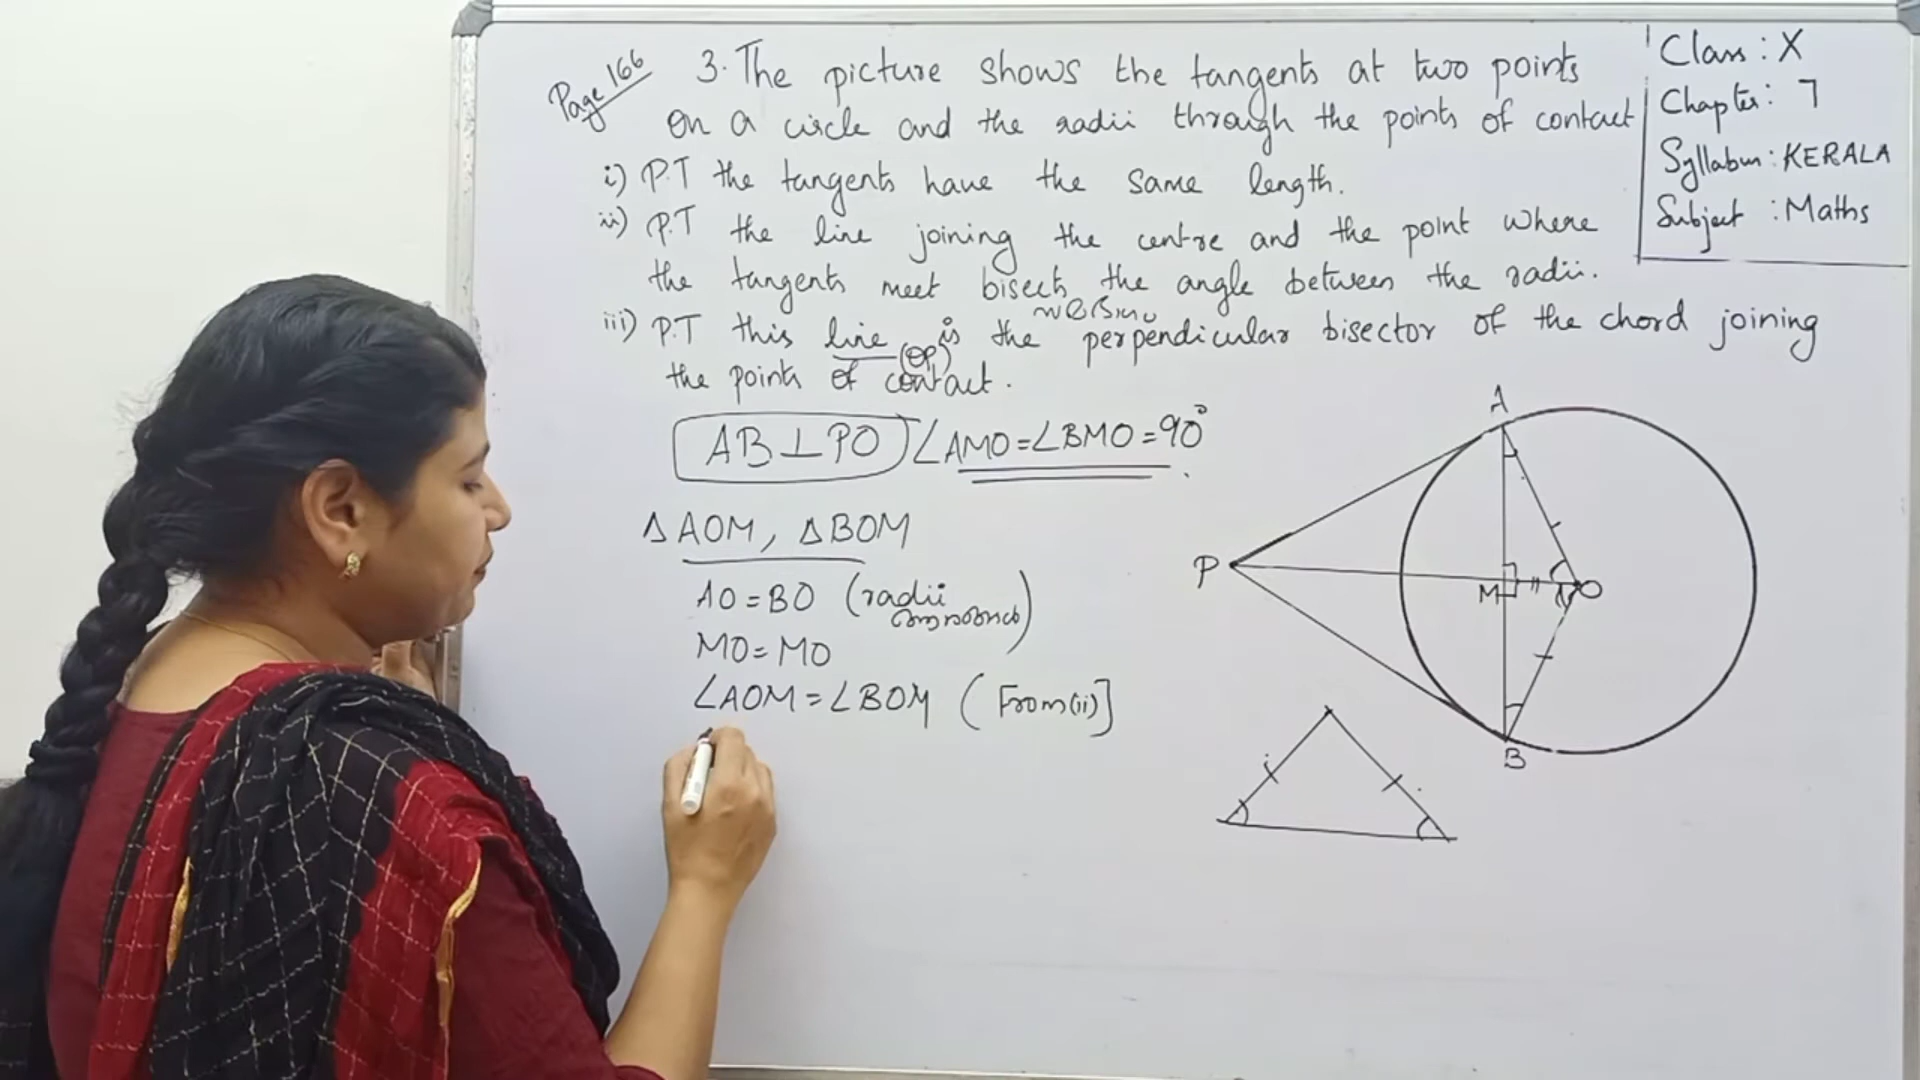 Page 166
3. The picture shows the tangents at two points
on a circle and the radii through the points of contact
i) P.T the tangents have the same length.
ii) P.T the line joining the centre and the point where
the tangents meet bisects the angle between the radii.
iii) P.T this line (OP) is the perpendicular bisector of the chord joining
the points of contact.
Class : X
Chapter : 7
Syllabus : KERALA
Subject : Maths
AB⊥PO ∠AMO=∠BMO=90°
Δ AOM, Δ BOM
AO=BO (radii
MO=MO
∠AOM=∠BOM (From(ii)]
A
P
M
O
B